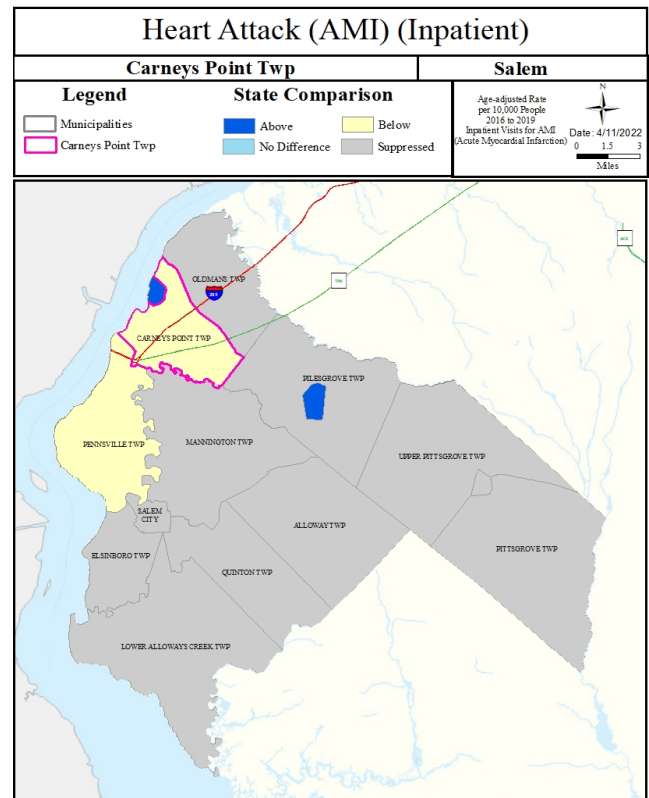 Heart Attack (AMI) (Inpatient)
Carneys Point Twp
Salem
Legend
Municipalities
Carneys Point Twp
State Comparison
Above
Below
No Difference
Suppressed
Age-adjusted Rate
per 10,000 People
2016 to 2019
Inpatient Visits for AMI
(Acute Myocardial Infarction)
N
Date: 4/11/2022
0 1.5 3
Miles
OLDMANS TWP
CARNEYS POINT TWP
PILESGROVE TWP
PENNSVILLE TWP
MANNINGTON TWP
UPPER PITTSGROVE TWP
SALEM
CITY
ALLOWAY TWP
PITTSGROVE TWP
ELSINBORO TWP
QUINTON TWP
LOWER ALLOWAYS CREEK TWP